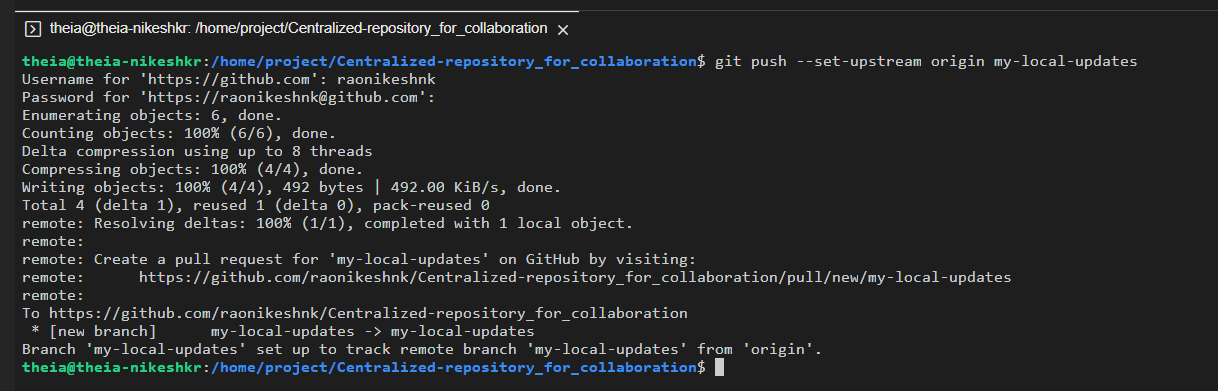 theia@theia-nikeshkr: /home/project/Centralized-repository_for_collaboration
theia@theia-nikeshkr:/home/project/Centralized-repository_for_collaboration$ git push --set-upstream origin my-local-updates
Username for 'https://github.com': raonikeshnk
Password for 'https://raonikeshnk@github.com':
Enumerating objects: 6, done.
Counting objects: 100% (6/6), done.
Delta compression using up to 8 threads
Compressing objects: 100% (4/4), done.
Writing objects: 100% (4/4), 492 bytes | 492.00 KiB/s, done.
Total 4 (delta 1), reused 1 (delta 0), pack-reused 0
remote: Resolving deltas: 100% (1/1), completed with 1 local object.
remote:
remote: Create a pull request for 'my-local-updates' on GitHub by visiting:
remote:      https://github.com/raonikeshnk/Centralized-repository_for_collaboration/pull/new/my-local-updates
remote:
To https://github.com/raonikeshnk/Centralized-repository_for_collaboration
 * [new branch]      my-local-updates -> my-local-updates
Branch 'my-local-updates' set up to track remote branch 'my-local-updates' from 'origin'.
theia@theia-nikeshkr:/home/project/Centralized-repository_for_collaboration$